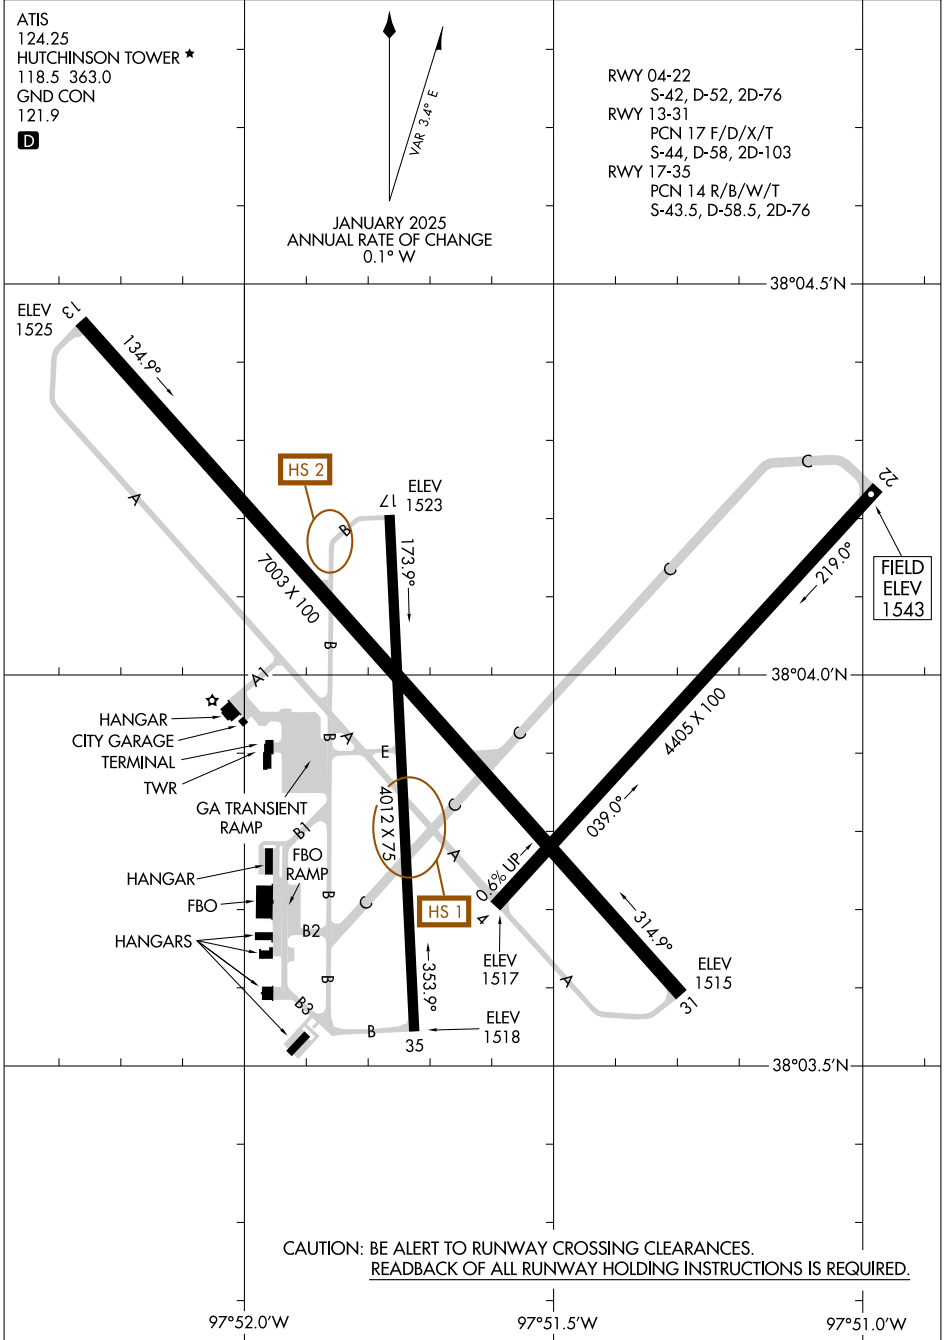 ATIS
124.25
HUTCHINSON TOWER ★
118.5 363.0
GND CON
121.9
D
VAR 3.4° E
JANUARY 2025
ANNUAL RATE OF CHANGE
0.1° W
RWY 04-22
S-42, D-52, 2D-76
RWY 13-31
PCN 17 F/D/X/T
S-44, D-58, 2D-103
RWY 17-35
PCN 14 R/B/W/T
S-43.5, D-58.5, 2D-76
38°04.5'N
ELEV
1525
13
134.9°
A
HS 2
B
17
ELEV
1523
173.9°
7003 X 100
C
22
C
219.0°
FIELD
ELEV
1543
B
38°04.0'N
A1
HANGAR
CITY GARAGE
TERMINAL
TWR
B
A
E
C
4405 X 100
GA TRANSIENT
RAMP
4012 X 75
C
039.0°
B1
FBO
RAMP
A
0.6% UP
HANGAR
FBO
B
C
HS 1
4
HANGARS
B2
314.9°
353.9°
ELEV
1517
ELEV
1515
B
A
31
B3
B
35
ELEV
1518
38°03.5'N
CAUTION: BE ALERT TO RUNWAY CROSSING CLEARANCES.
READBACK OF ALL RUNWAY HOLDING INSTRUCTIONS IS REQUIRED.
97°52.0'W
97°51.5'W
97°51.0'W